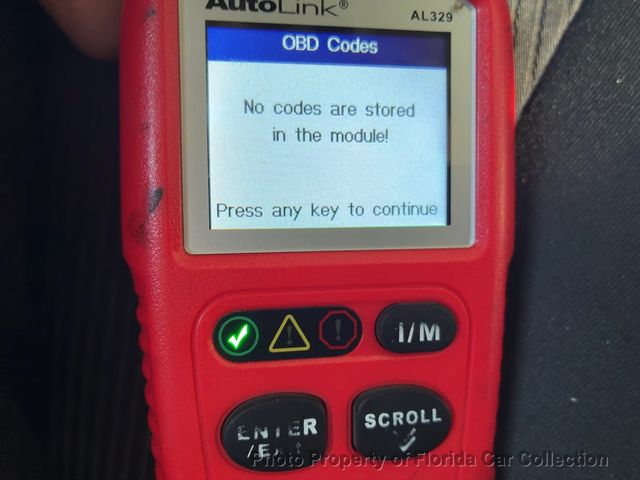 AutoLink®
AL329
OBD Codes
No codes are stored
in the module!
Press any key to continue
I/M
ENTER
/EXIT
SCROLL
Photo Property of Florida Car Collection